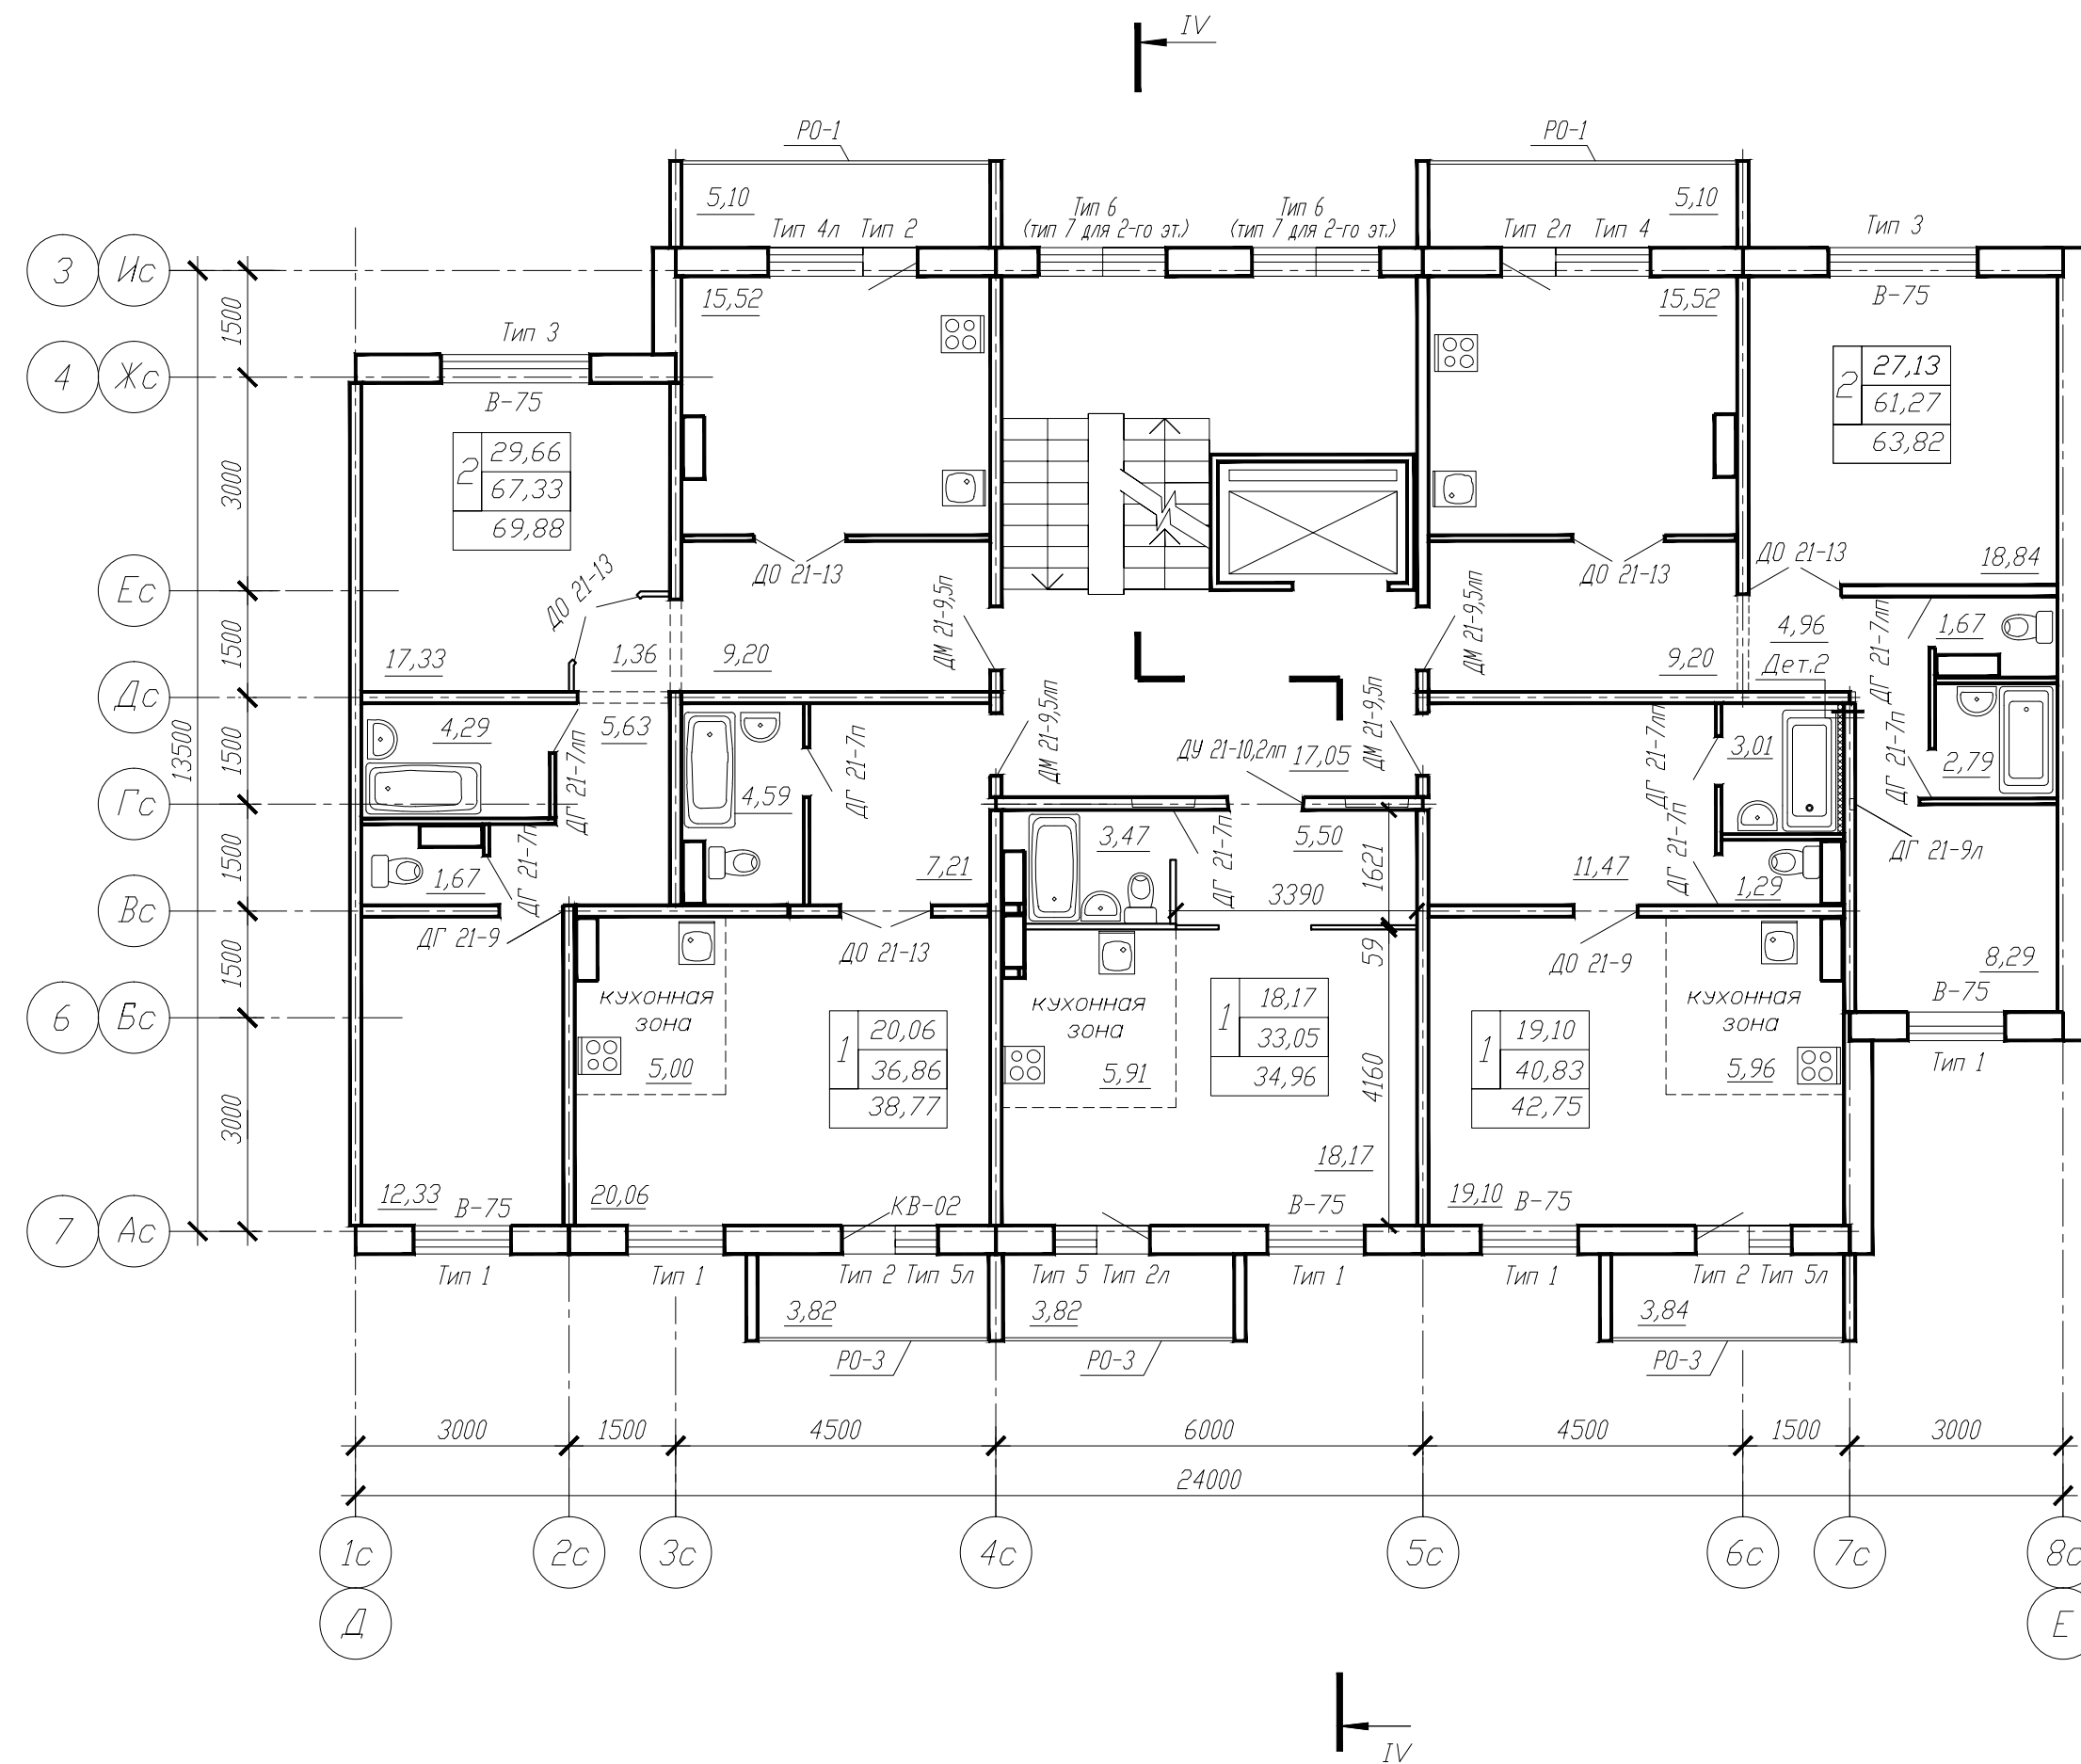 IV
РО-1
РО-1
5,10
5,10
Тип 4л Тип 2
Тип 6
(тип 7 для 2-го эт.)
Тип 6
(тип 7 для 2-го эт.)
Тип 2л Тип 4
Тип 3
3 Ис
15,52
15,52
В-75
1500
Тип 3
4 Жс
В-75
2
29,66
67,33
69,88
2
27,13
61,27
63,82
3000
13500
ДО 21-13
ДО 21-13
ДО 21-13
ДО 21-13
18,84
Ес
ДМ 21-9,5п
ДМ 21-9,5лп
1500
17,33
1,36
9,20
9,20
4,96
Дет.2
ДГ 21-7лп
1,67
Дс
1500
4,29
5,63
ДГ 21-7лп
4,59
ДГ 21-7п
ДМ 21-9,5лп
ДУ 21-10,2лп
17,05
ДМ 21-9,5п
ДГ 21-7лп
3,01
ДГ 21-7п
2,79
Гс
1500
1,67
ДГ 21-7п
7,21
3,47
ДГ 21-7п
5,50
1621
11,47
ДГ 21-7п
1,29
ДГ 21-9л
Вс
3390
ДГ 21-9
ДО 21-13
59
ДО 21-9
8,29
1500
кухонная
зона
5,00
кухонная
зона
5,91
кухонная
зона
5,96
В-75
6 Бс
1
20,06
36,86
38,77
1
18,17
33,05
34,96
1
19,10
40,83
42,75
Тип 1
4160
3000
12,33
В-75
20,06
КВ-02
18,17
В-75
19,10
В-75
7 Ас
Тип 1
Тип 1
Тип 2 Тип 5л
Тип 5 Тип 2л
Тип 1
Тип 1
Тип 2 Тип 5л
3,82
3,82
3,84
РО-3
РО-3
РО-3
3000
1500
4500
6000
4500
1500
3000
24000
1с
2с
3с
4с
5с
6с
7с
8с
Д
Е
IV